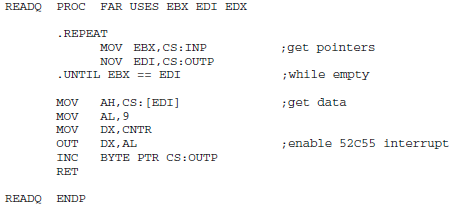 READQ PROC FAR USES EBX EDI EDX
.REPEAT
MOV EBX,CS:INP ;get pointers
NOV EDI,CS:OUTP
.UNTIL EBX == EDI ;while empty
MOV AH,CS:[EDI] ;get data
MOV AL,9
MOV DX,CNTR
OUT DX,AL ;enable 52C55 interrupt
INC BYTE PTR CS:OUTP
RET
READQ ENDP